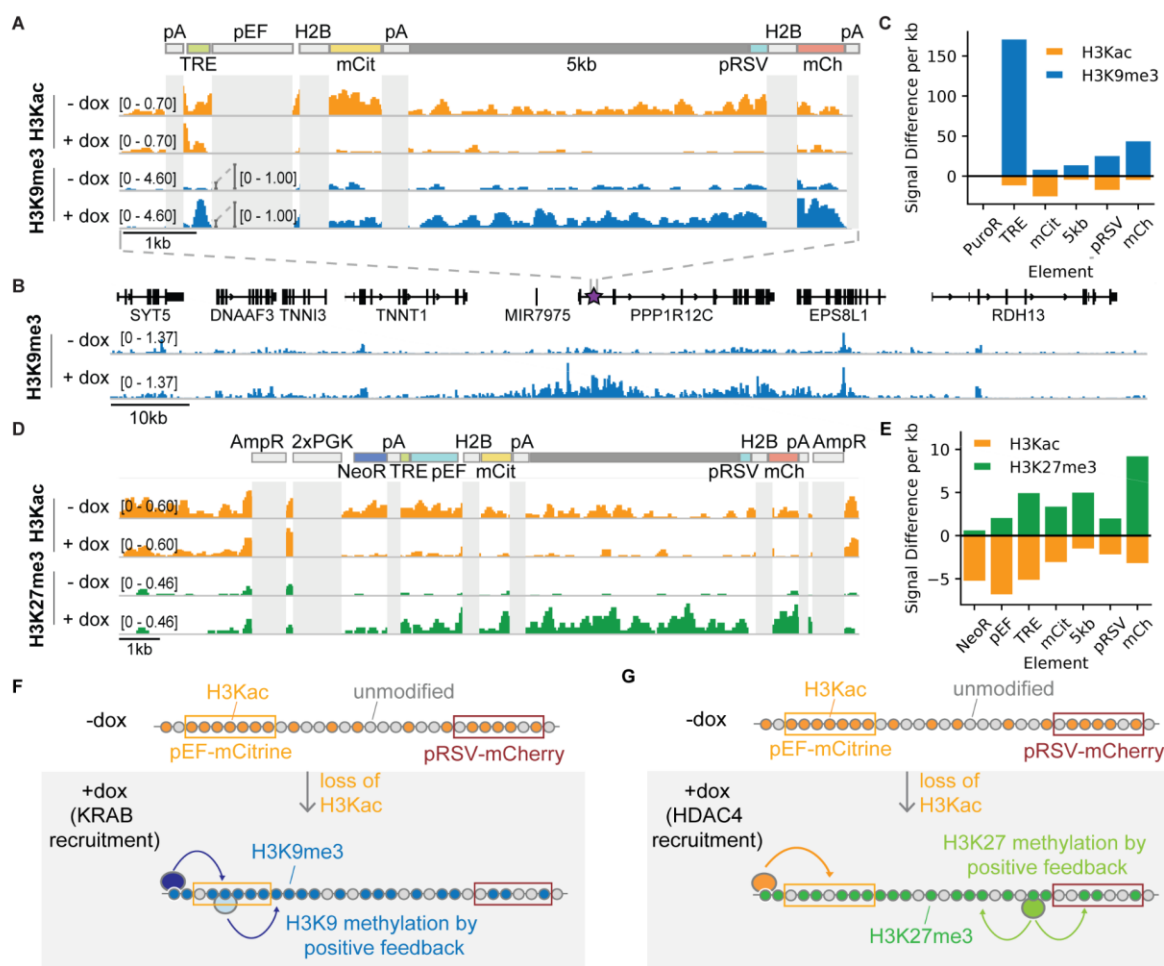 A
pA pEF H2B pA H2B pA
TRE mCit 5kb pRSV mCh
H3Kac
- dox [0 - 0.70]
+ dox [0 - 0.70]
H3K9me3
- dox [0 - 4.60] [0 - 1.00]
+ dox [0 - 4.60] [0 - 1.00]
1kb
C
Signal Difference per kb
150
100
50
0
H3Kac
H3K9me3
PuroR TRE mCit 5kb pRSV mCh
Element
B
SYT5 DNAAF3 TNNI3 TNNT1 MIR7975 PPP1R12C EPS8L1 RDH13
H3K9me3
- dox [0 - 1.37]
+ dox [0 - 1.37]
10kb
D
AmpR 2xPGK pA H2B pA H2B pA AmpR
NeoR TRE pEF mCit pRSV mCh
H3Kac
- dox [0 - 0.60]
+ dox [0 - 0.60]
H3K27me3
- dox [0 - 0.46]
+ dox [0 - 0.46]
1kb
E
Signal Difference per kb
10
5
0
−5
H3Kac
H3K27me3
NeoR pEF TRE mCit 5kb pRSV mCh
Element
F
H3Kac unmodified
-dox
pEF-mCitrine pRSV-mCherry
+dox
(KRAB
recruitment)
loss of
H3Kac
H3K9me3
H3K9 methylation by
positive feedback
G
H3Kac unmodified
-dox
pEF-mCitrine pRSV-mCherry
+dox
(HDAC4
recruitment)
loss of
H3Kac
H3K27 methylation by
positive feedback
H3K27me3